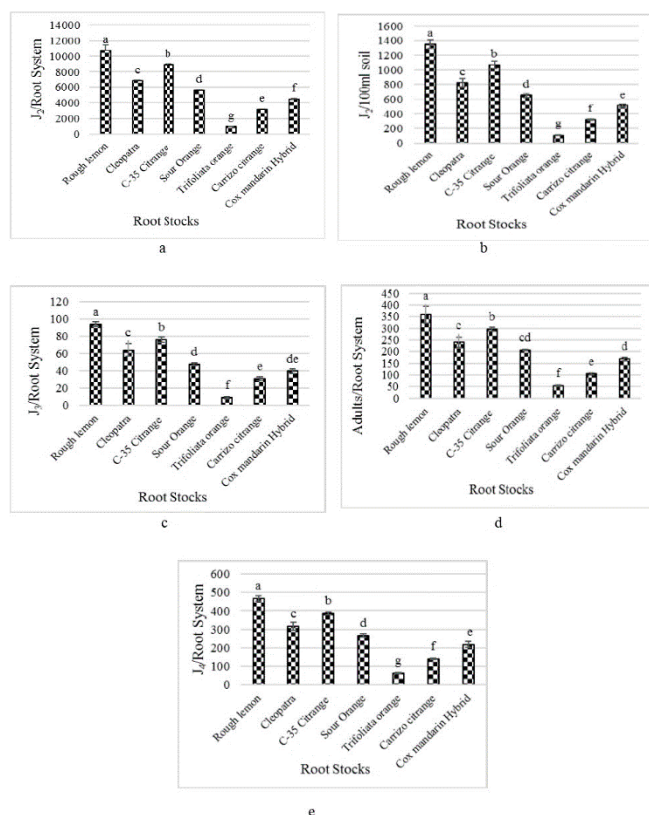 J2/Root System
12000
10000
8000
6000
4000
2000
0
a
c
b
d
g
e
f
Rough lemon
Cleopatra
C-35 Citrange
Sour Orange
Trifoliata orange
Carrizo citrange
Cox mandarin Hybrid
Root Stocks
a
J2/100ml soil
1600
1400
1200
1000
800
600
400
200
0
a
c
b
d
g
f
e
Rough lemon
Cleopatra
C-35 Citrange
Sour Orange
Trifoliata orange
Carrizo citrange
Cox mandarin Hybrid
Root Stocks
b
J3/Root System
120
100
80
60
40
20
0
a
c
b
d
f
e
de
Rough lemon
Cleopatra
C-35 Citrange
Sour Orange
Trifoliata orange
Carrizo citrange
Cox mandarin Hybrid
Root Stocks
c
Adults/Root System
450
400
350
300
250
200
150
100
50
0
a
c
b
cd
f
e
d
Rough lemon
Cleopatra
C-35 Citrange
Sour Orange
Trifoliata orange
Carrizo citrange
Cox mandarin Hybrid
Root Stocks
d
J4/Root System
600
500
400
300
200
100
0
a
c
b
d
g
f
e
Rough lemon
Cleopatra
C-35 Citrange
Sour Orange
Trifoliata orange
Carrizo citrange
Cox mandarin Hybrid
Root Stocks
e